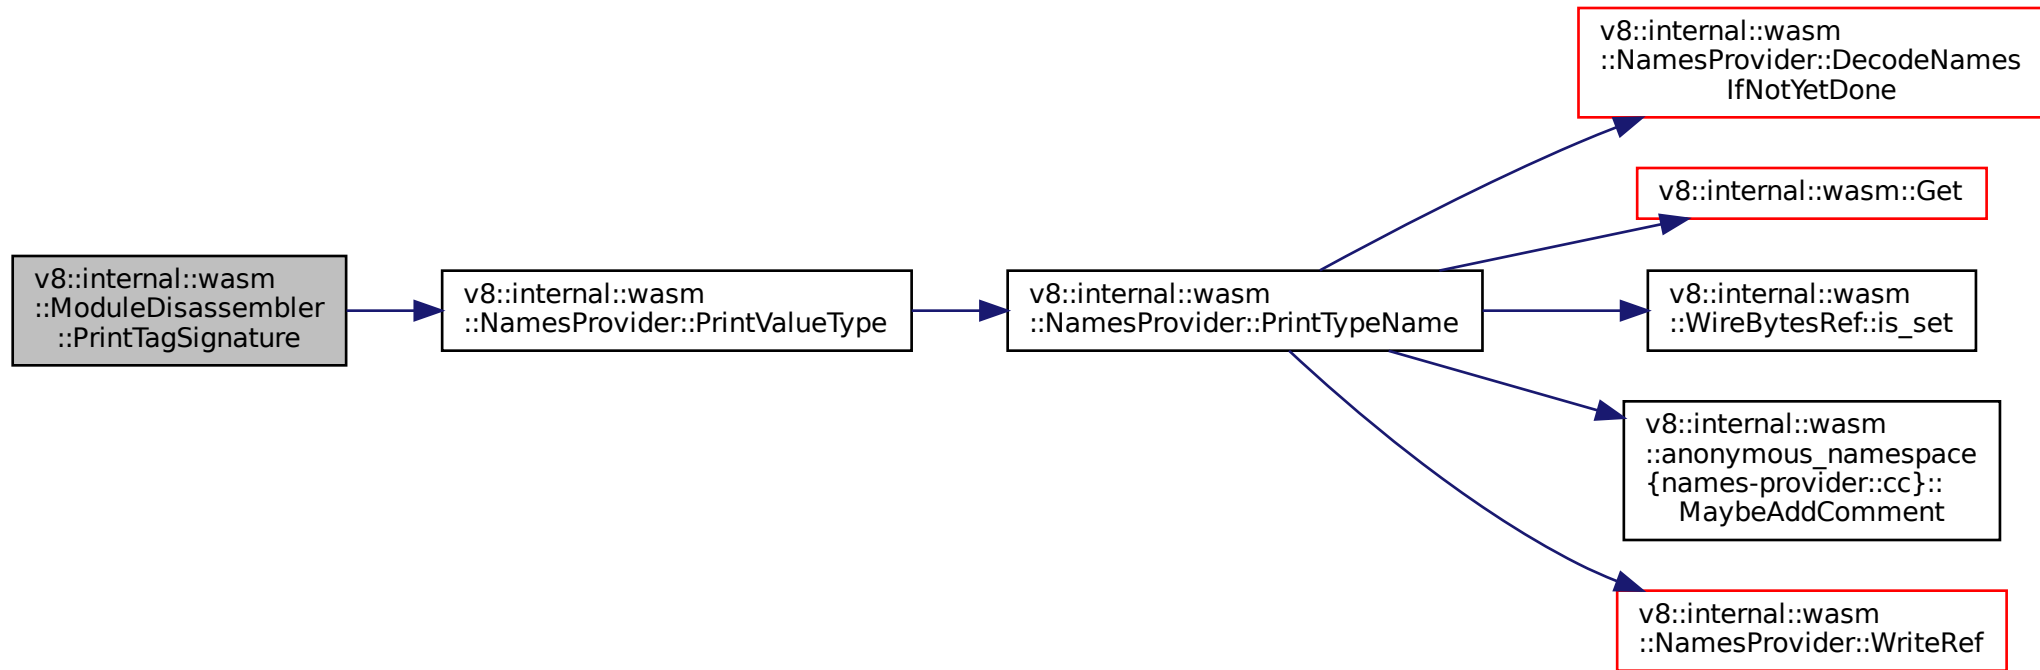 v8::internal::wasm
::ModuleDisassembler
::PrintTagSignature
v8::internal::wasm
::NamesProvider::PrintValueType
v8::internal::wasm
::NamesProvider::PrintTypeName
v8::internal::wasm
::NamesProvider::DecodeNames
IfNotYetDone
v8::internal::wasm::Get
v8::internal::wasm
::WireBytesRef::is_set
v8::internal::wasm
::anonymous_namespace
{names-provider::cc}::
MaybeAddComment
v8::internal::wasm
::NamesProvider::WriteRef